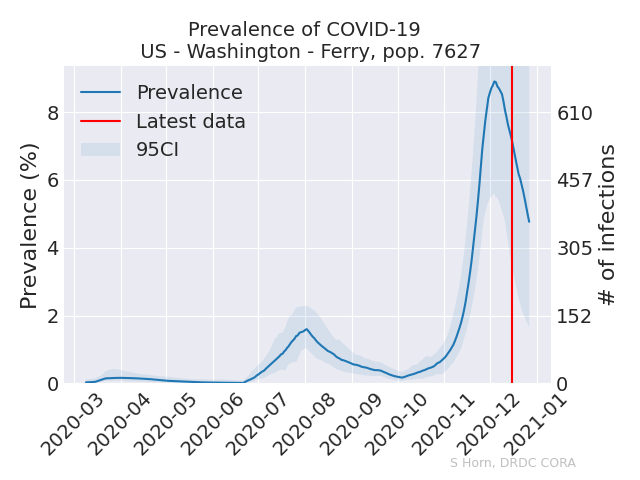 Prevalence of COVID-19
US - Washington - Ferry, pop. 7627
Prevalence
Latest data
95CI
Prevalence (%)
8
6
4
2
0
610
457
305
152
0
# of infections
2020-03
2020-04
2020-05
2020-06
2020-07
2020-08
2020-09
2020-10
2020-11
2020-12
2021-01
S Horn, DRDC CORA